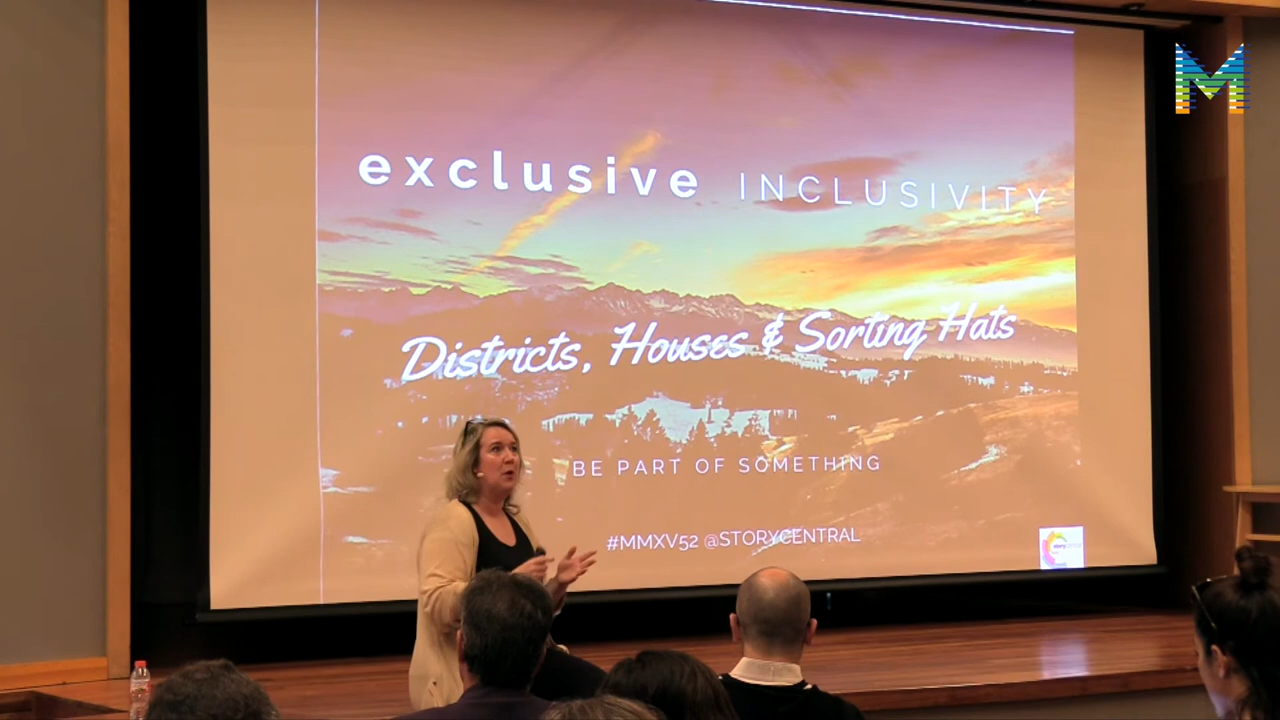 exclusive INCLUSIVITY
Districts, Houses & Sorting Hats
BE PART OF SOMETHING
#MMXV52 @STORYCENTRAL
M